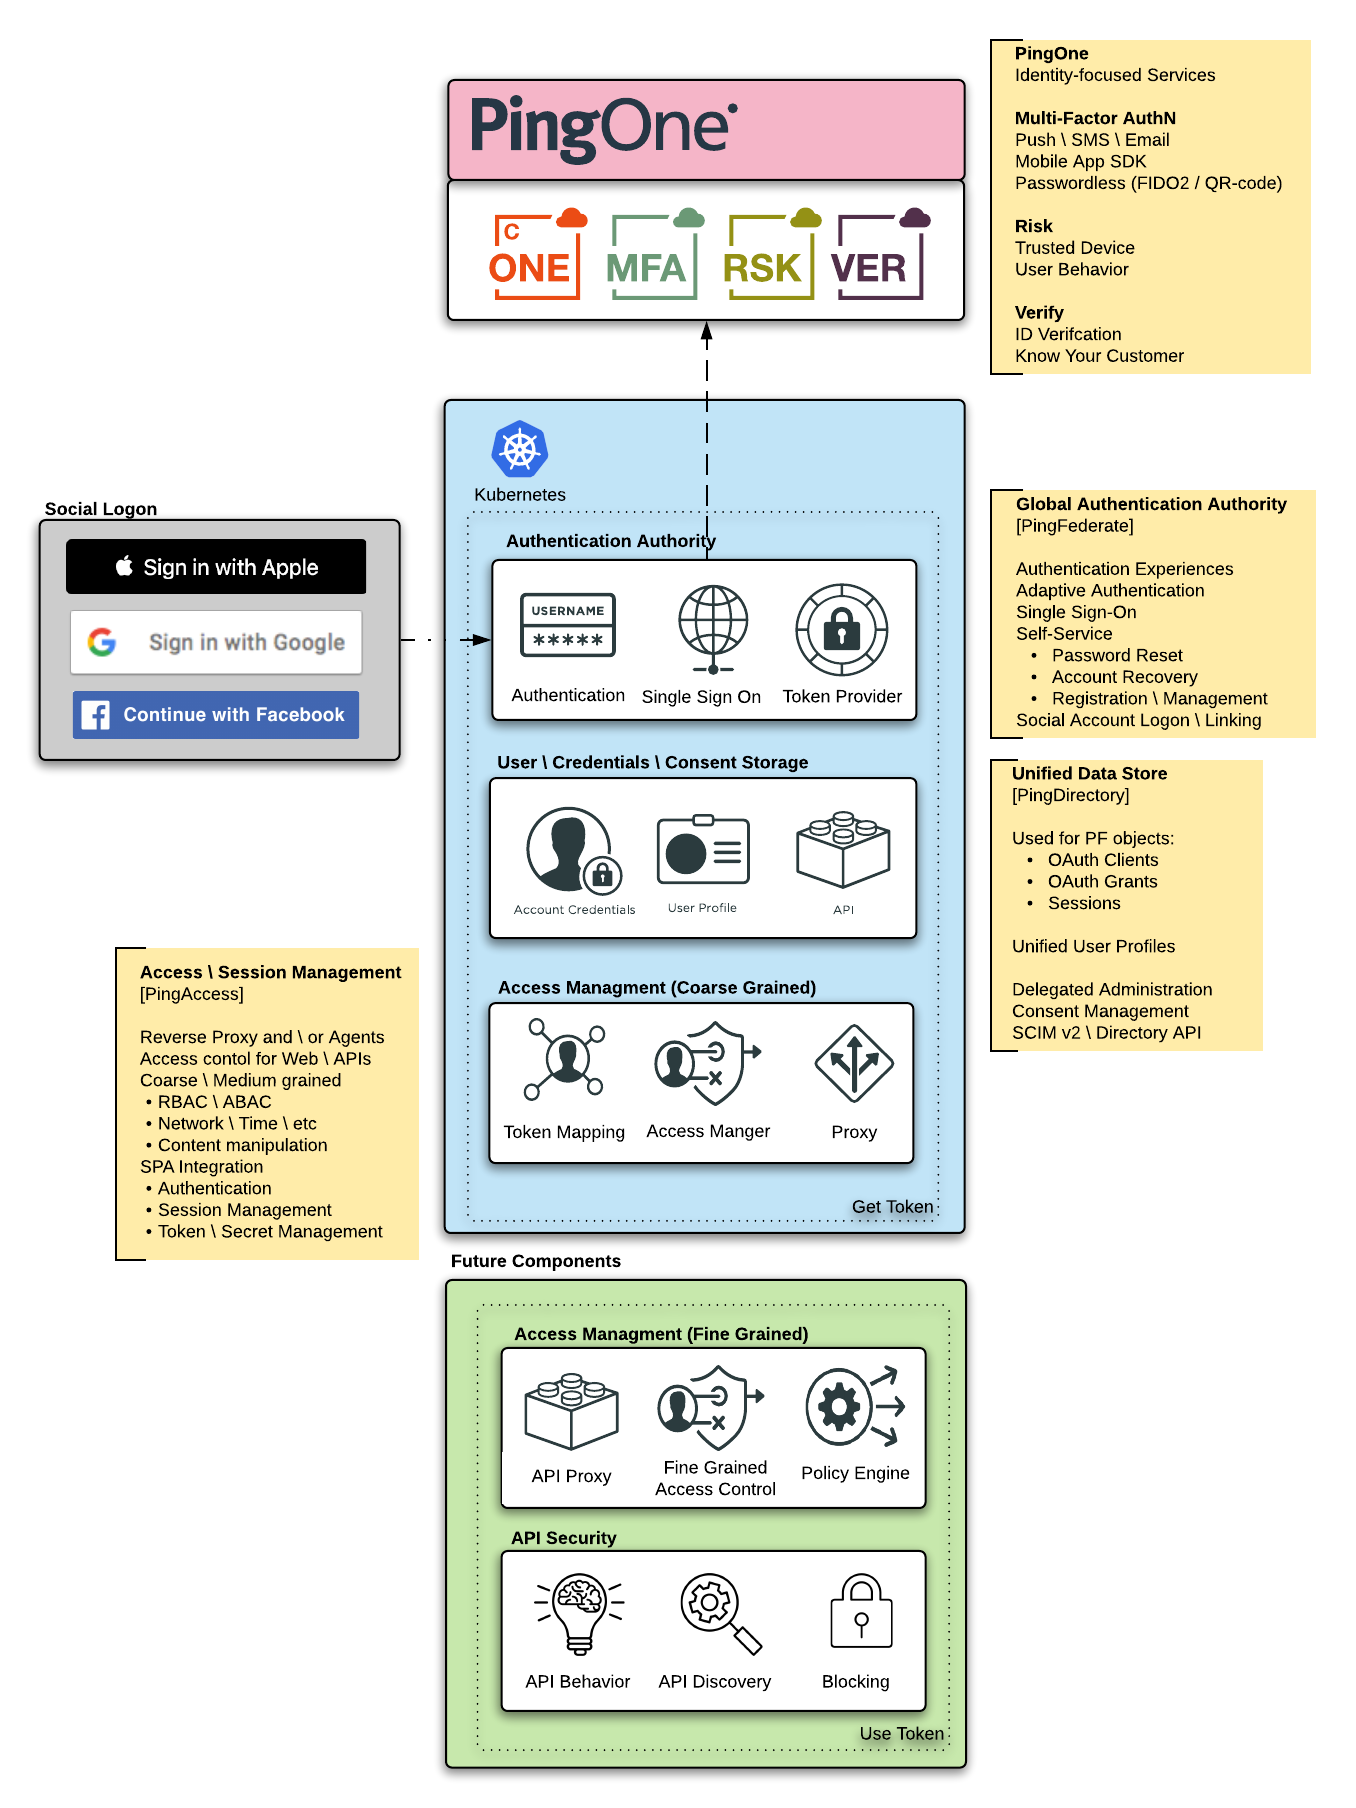 PingOne
C
ONE
MFA
RSK
VER
PingOne
Identity-focused Services
Multi-Factor AuthN
Push \ SMS \ Email
Mobile App SDK
Passwordless (FIDO2 / QR-code)
Risk
Trusted Device
User Behavior
Verify
ID Verifcation
Know Your Customer
Kubernetes
Social Logon
Sign in with Apple
Sign in with Google
Continue with Facebook
Authentication Authority
USERNAME
*****
Authentication
Single Sign On
Token Provider
Global Authentication Authority
[PingFederate]
Authentication Experiences
Adaptive Authentication
Single Sign-On
Self-Service
• Password Reset
• Account Recovery
• Registration \ Management
Social Account Logon \ Linking
User \ Credentials \ Consent Storage
Account Credentials
User Profile
API
Unified Data Store
[PingDirectory]
Used for PF objects:
• OAuth Clients
• OAuth Grants
• Sessions
Unified User Profiles
Delegated Administration
Consent Management
SCIM v2 \ Directory API
Access \ Session Management
[PingAccess]
Reverse Proxy and \ or Agents
Access contol for Web \ APIs
Coarse \ Medium grained
• RBAC \ ABAC
• Network \ Time \ etc
• Content manipulation
SPA Integration
• Authentication
• Session Management
• Token \ Secret Management
Access Managment (Coarse Grained)
Token Mapping
Access Manger
Proxy
Get Token
Future Components
Access Managment (Fine Grained)
API Proxy
Fine Grained
Access Control
Policy Engine
API Security
API Behavior
API Discovery
Blocking
Use Token